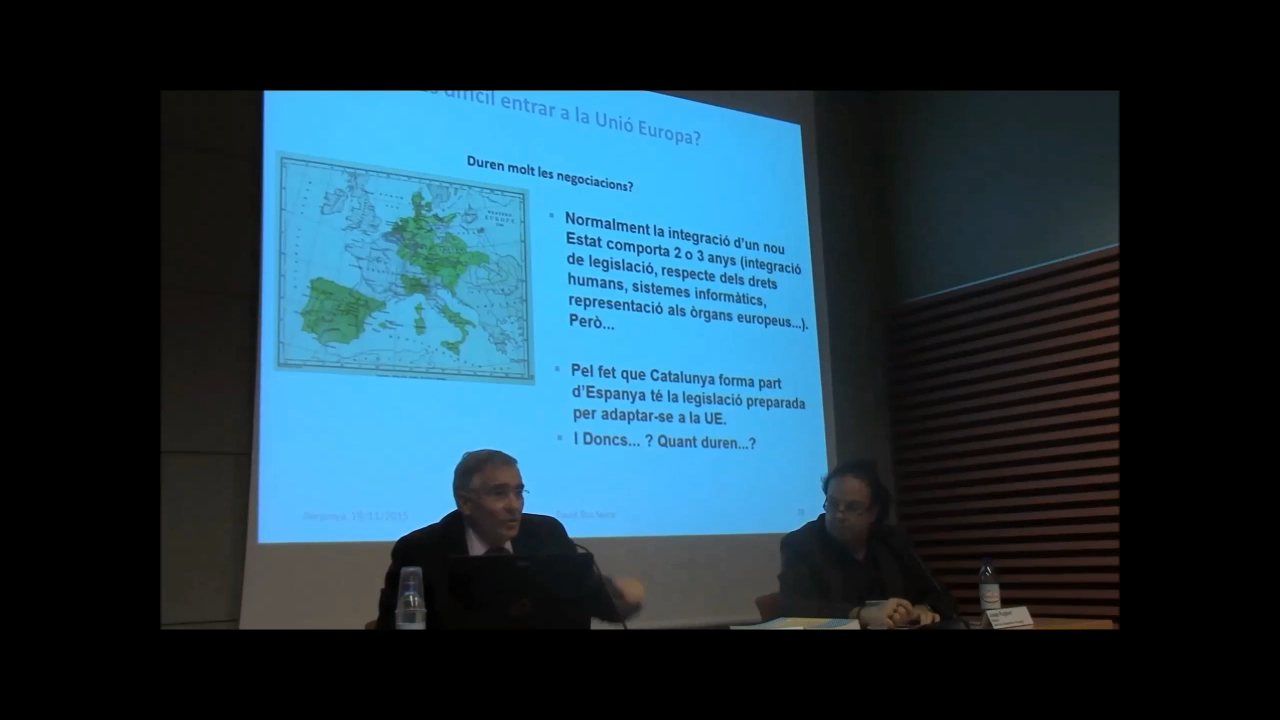 difícil entrar a la Unió Europa?
Duren molt les negociacions?
Normalment la integració d'un nou
Estat comporta 2 o 3 anys (integració
de legislació, respecte dels drets
humans, sistemes informàtics,
representació als òrgans europeus...).
Però...
Pel fet que Catalunya forma part
d'Espanya té la legislació preparada
per adaptar-se a la UE.
I Doncs... ? Quant duren...?
EUROPE